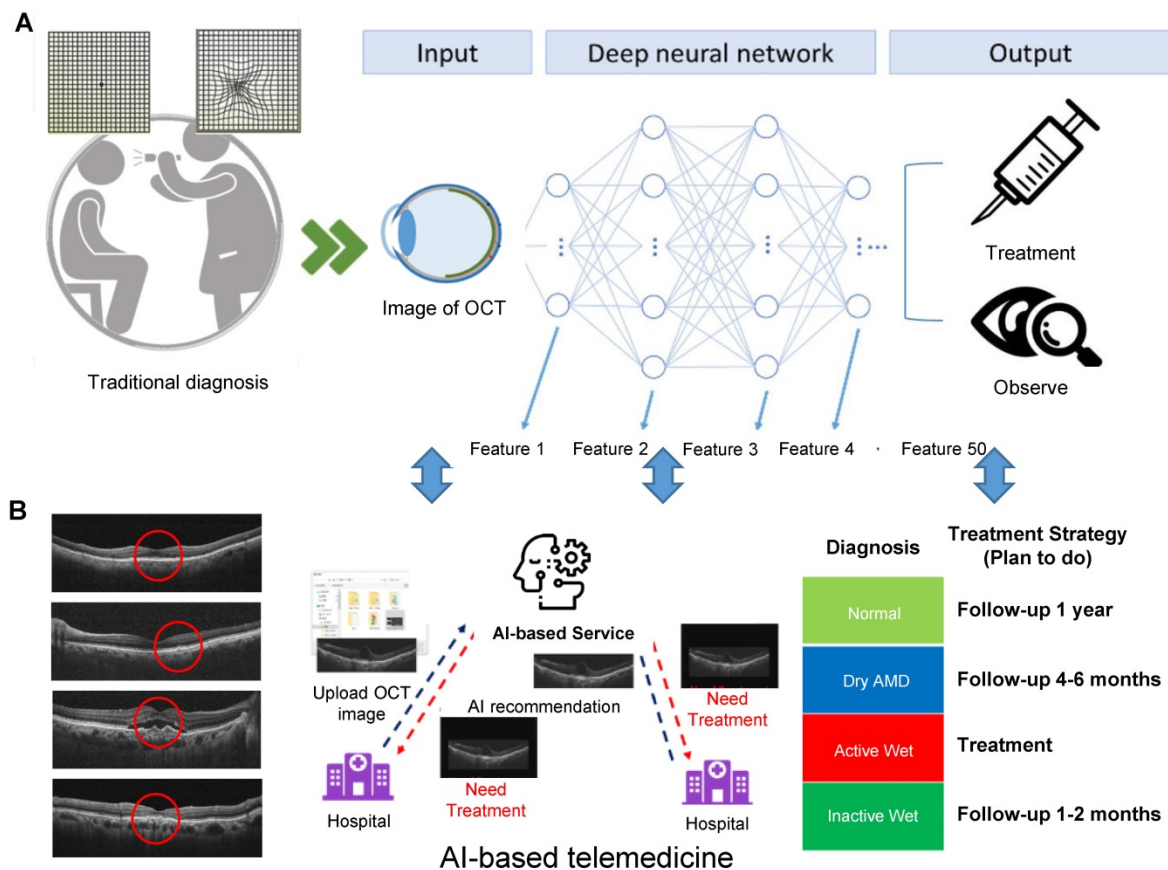 A
Input
Deep neural network
Output
Traditional diagnosis
Image of OCT
Treatment
Observe
Feature 1
Feature 2
Feature 3
Feature 4
·
Feature 50
B
Upload OCT
image
AI-based Service
AI recommendation
Need
Treatment
Need
Treatment
Hospital
Hospital
AI-based telemedicine
Diagnosis
Treatment Strategy
(Plan to do)
Normal
Follow-up 1 year
Dry AMD
Follow-up 4-6 months
Active Wet
Treatment
Inactive Wet
Follow-up 1-2 months